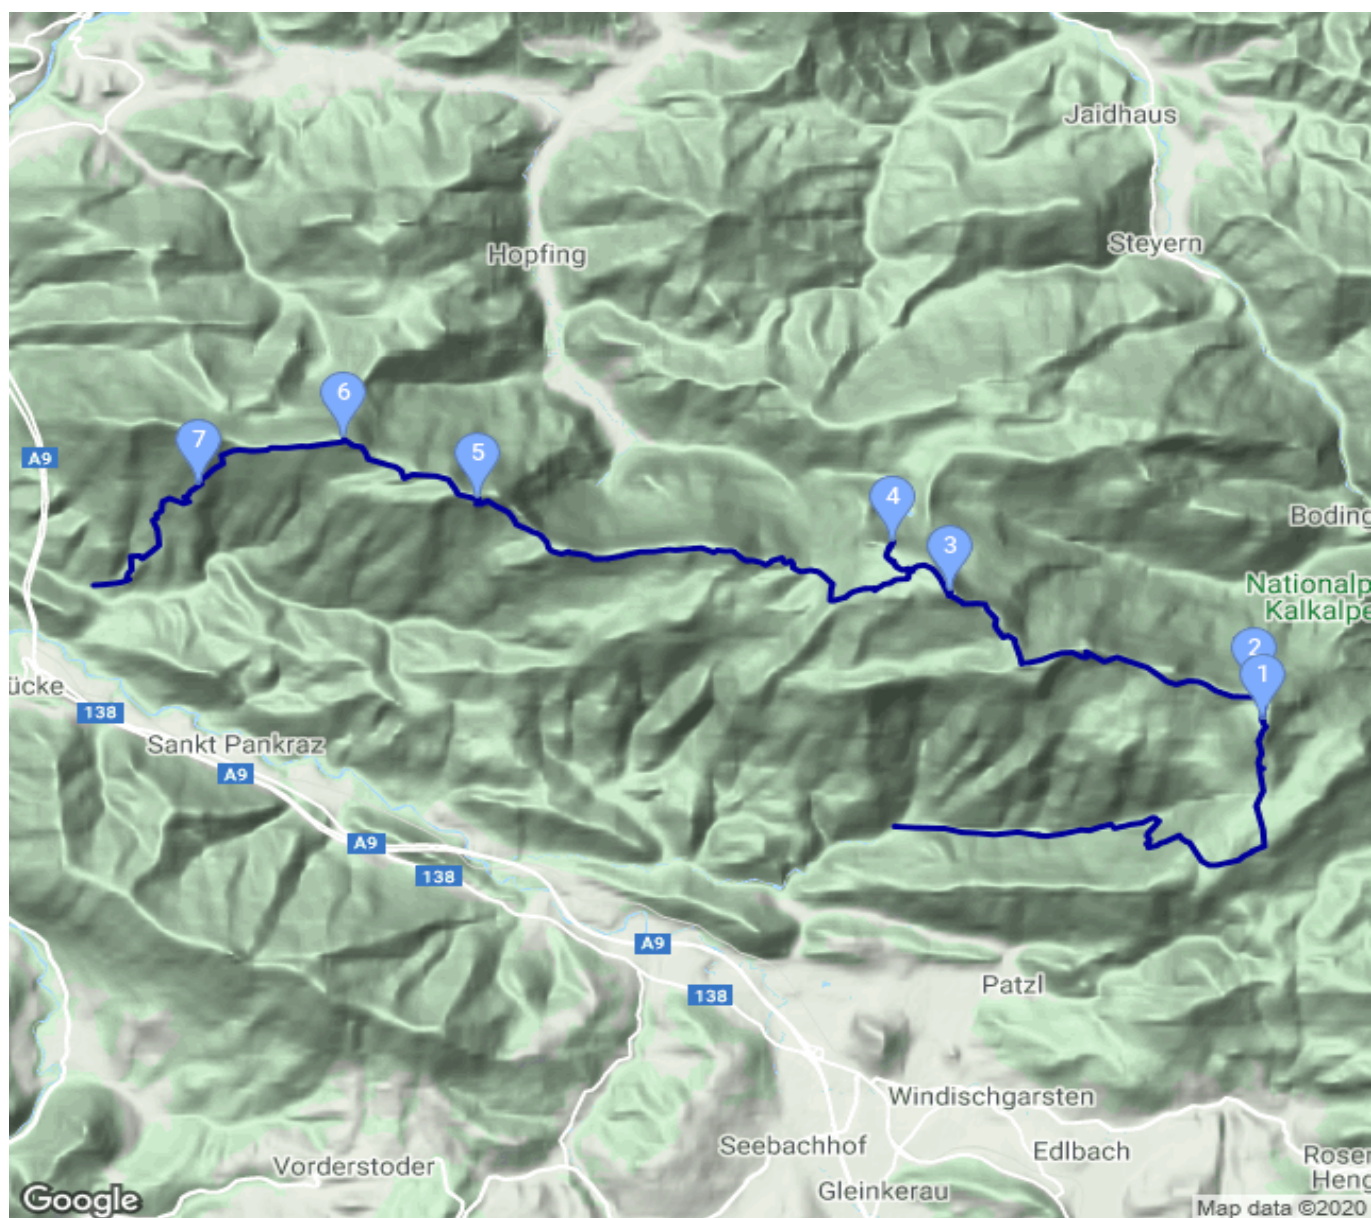 Jaidhaus
Steyern
Hopfing
6
7
5
A9
4
Boding
3
Nationalp
Kalkalpe
2
1
ücke
138
Sankt Pankraz
A9
A9
138
A9
Patzl
138
Windischgarsten
Seebachhof
Edlbach
Vorderstoder
Rosen
Heng
Gleinkerau
Google
Map data ©2020